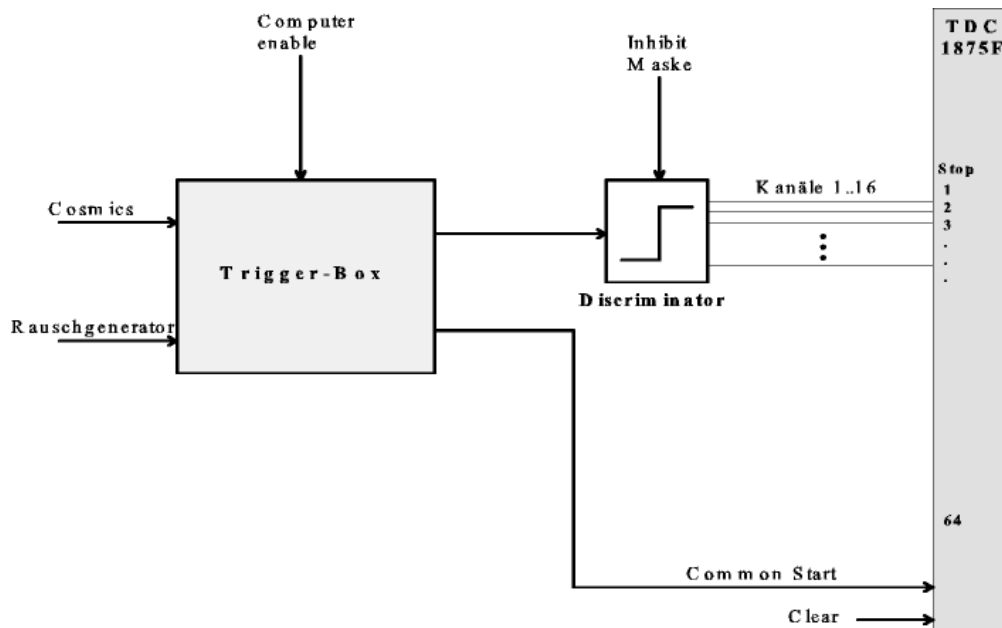 Computer
enable
Inhibit
Maske
TDC
1875F
Cosmics
Trigger-Box
Rauschgenerator
Discriminator
Kanäle 1..16
Stop
1
2
3
.
.
.
64
Common Start
Clear